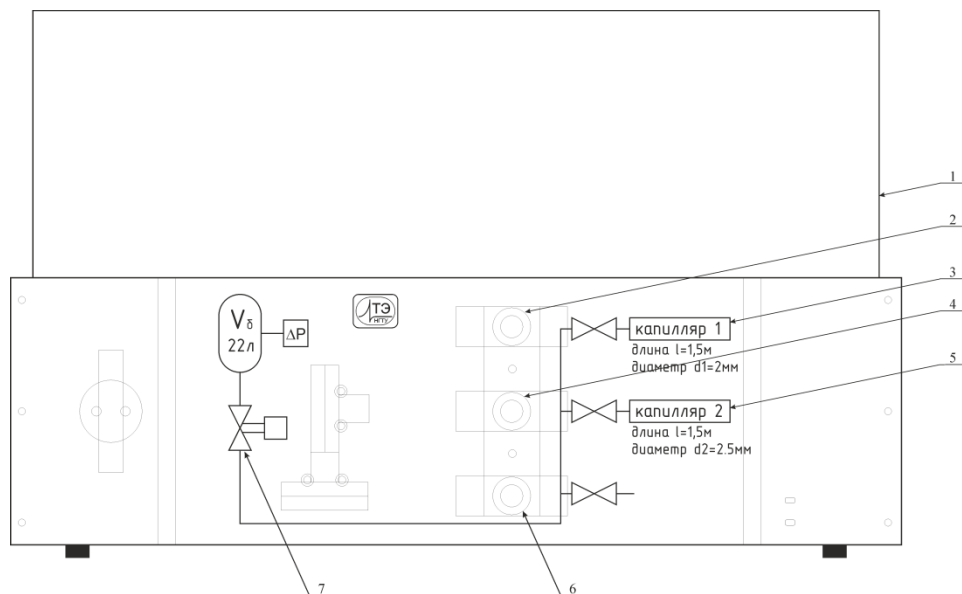 1
2
3
4
5
V б
22л
ΔP
ТЭ
НГТУ
капилляр 1
длина l=1,5м
диаметр d1=2мм
капилляр 2
длина l=1,5м
диаметр d2=2.5мм
7
6